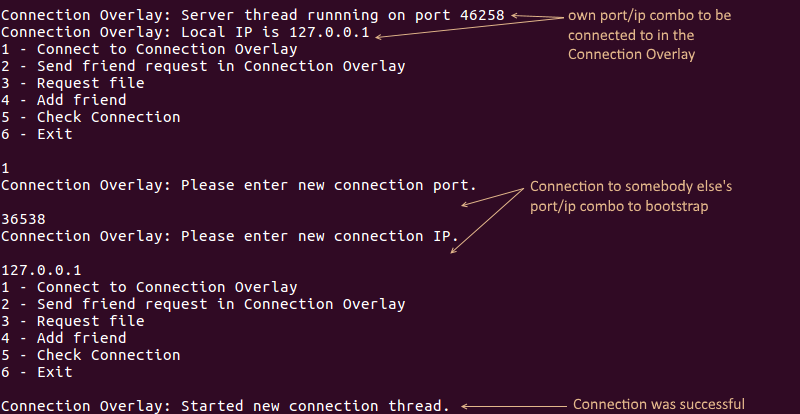 Connection Overlay: Server thread runnning on port 46258
own port/ip combo to be
Connection Overlay: Local IP is 127.0.0.1
connected to in the
1 - Connect to Connection Overlay
Connection Overlay
2 - Send friend request in Connection Overlay
3 - Request file
4 - Add friend
5 - Check Connection
6 - Exit
1
Connection Overlay: Please enter new connection port.
Connection to somebody else's
port/ip combo to bootstrap
36538
Connection Overlay: Please enter new connection IP.
127.0.0.1
1 - Connect to Connection Overlay
2 - Send friend request in Connection Overlay
3 - Request file
4 - Add friend
5 - Check Connection
6 - Exit
Connection Overlay: Started new connection thread.
Connection was successful